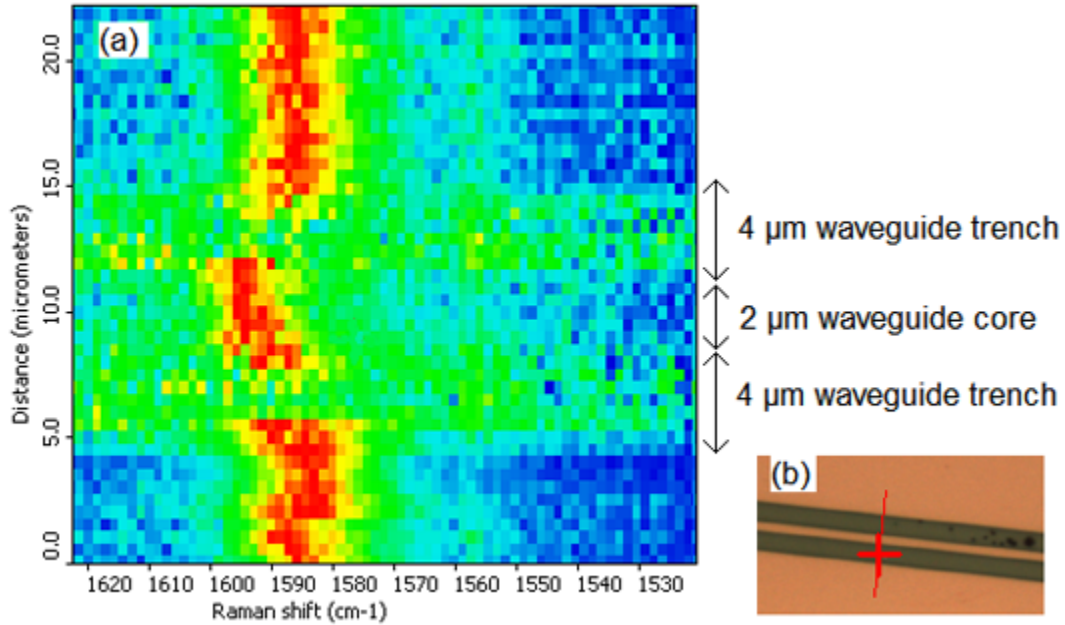 (a)
20.0
15.0
10.0
5.0
0.0
Distance (micrometers)
1620 1610 1600 1590 1580 1570 1560 1550 1540 1530
Raman shift (cm-1)
4 µm waveguide trench
2 µm waveguide core
4 µm waveguide trench
(b)